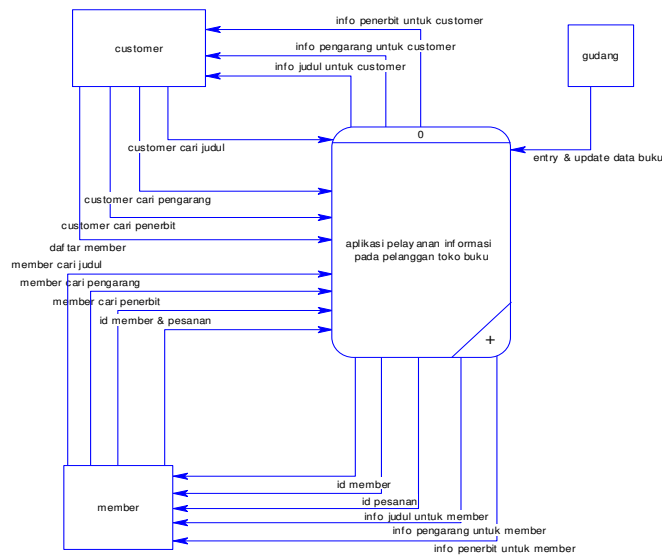 info penerbit untuk customer
customer
info pengarang untuk customer
gudang
info judul untuk customer
0
customer cari judul
entry & update data buku
customer cari pengarang
customer cari penerbit
daftar member
aplikasi pelayanan informasi
pada pelanggan toko buku
member cari judul
member cari pengarang
member cari penerbit
id member & pesanan
+
id member
id pesanan
member
info judul untuk member
info pengarang untuk member
info penerbit untuk member